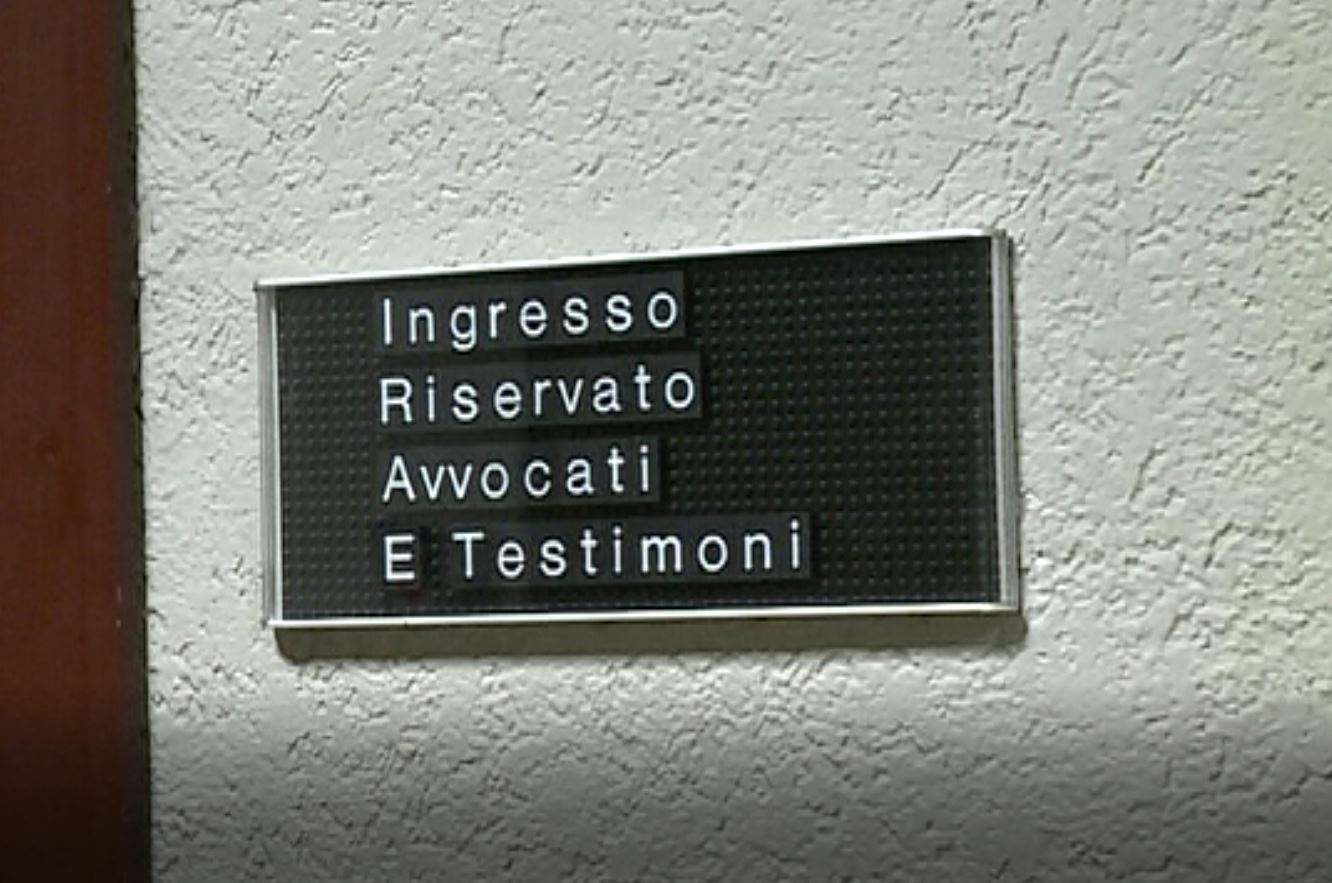 Ingresso
Riservato
Avvocati
E Testimoni